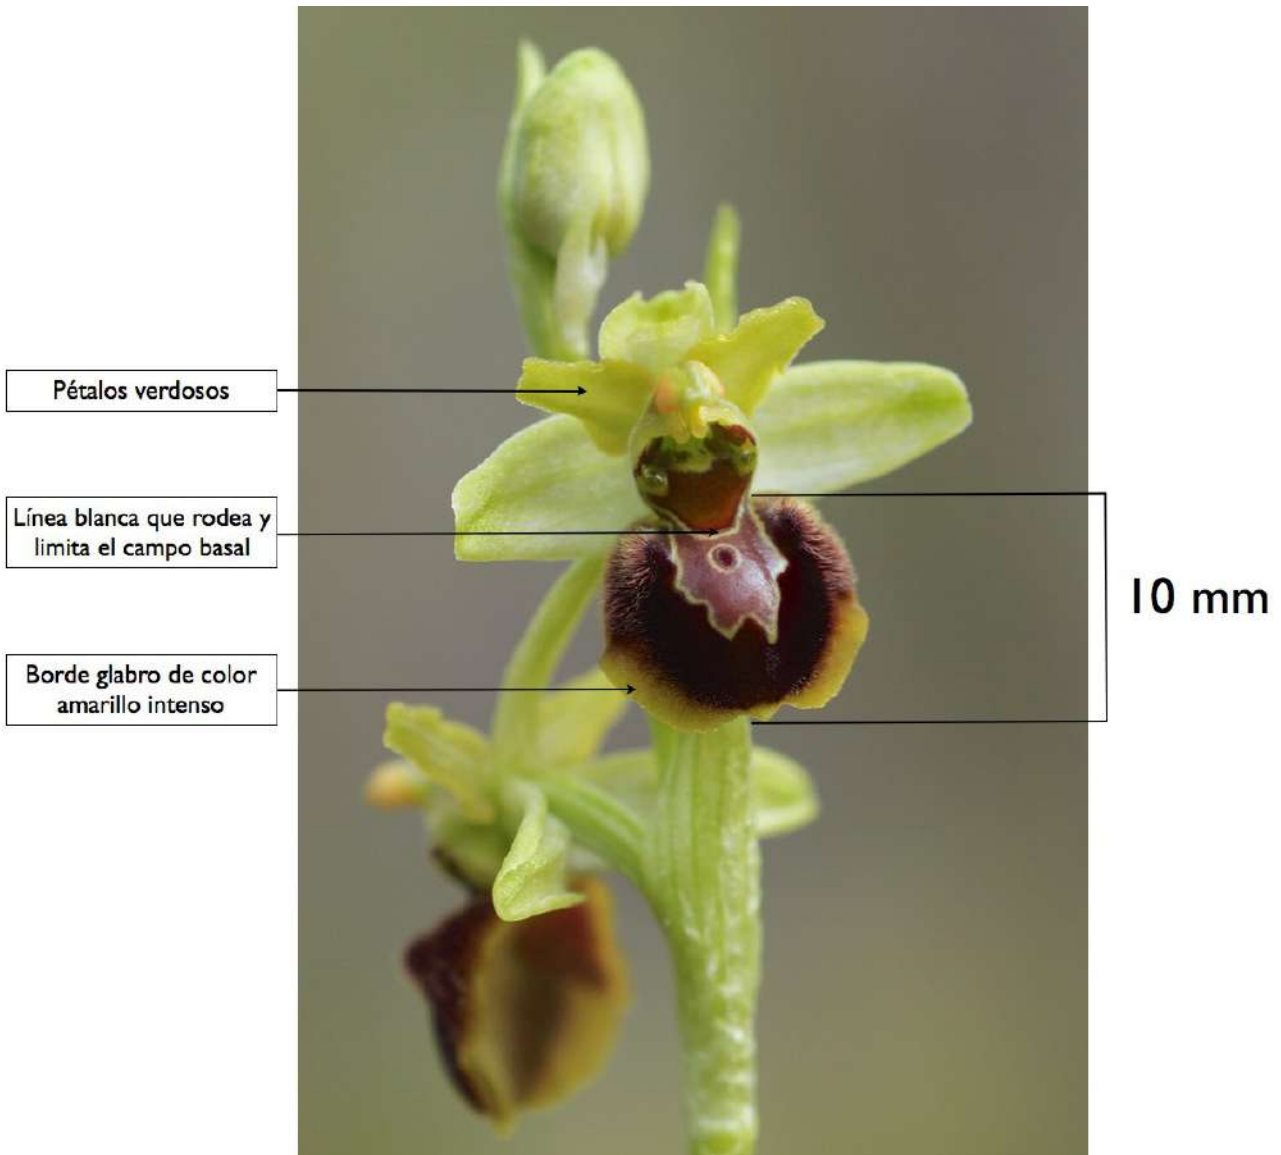 Pétalos verdosos
Línea blanca que rodea y
limita el campo basal
Borde glabro de color
amarillo intenso
10 mm